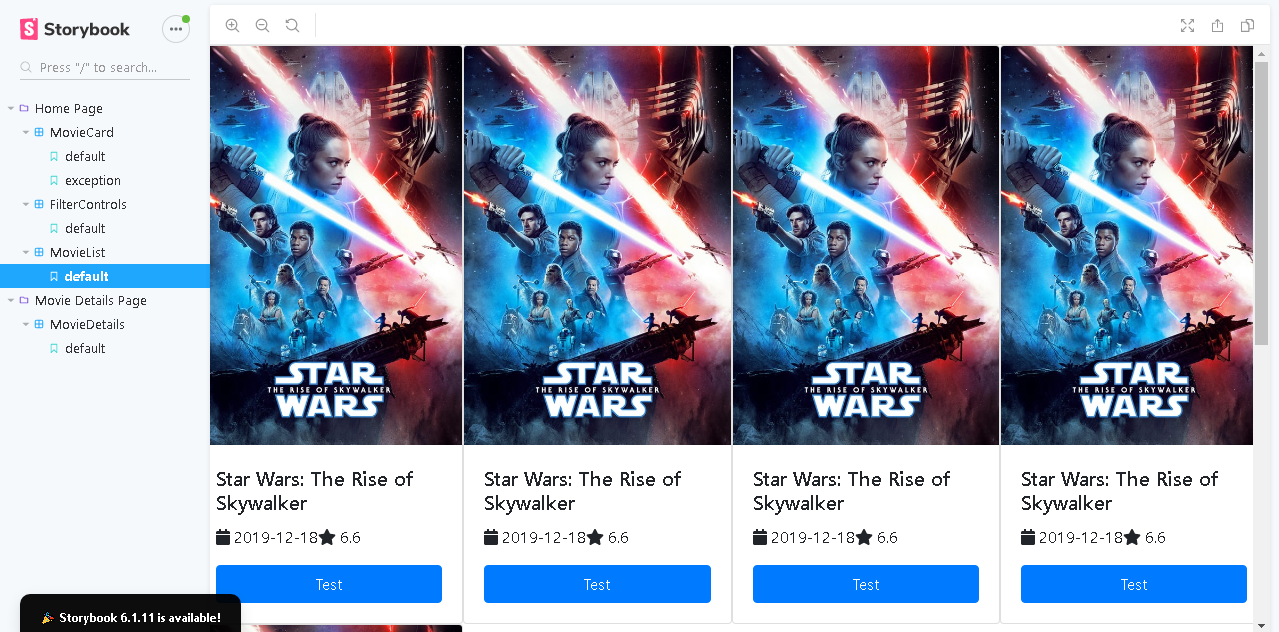 Storybook
Press "/" to search...
Home Page
MovieCard
default
exception
FilterControls
default
MovieList
default
Movie Details Page
MovieDetails
default
Storybook 6.1.11 is available!
STAR
THE RISE OF SKYWALKER
WARS
Star Wars: The Rise of
Skywalker
2019-12-18 6.6
Test
STAR
THE RISE OF SKYWALKER
WARS
Star Wars: The Rise of
Skywalker
2019-12-18 6.6
Test
STAR
THE RISE OF SKYWALKER
WARS
Star Wars: The Rise of
Skywalker
2019-12-18 6.6
Test
STAR
THE RISE OF SKYWALKER
WARS
Star Wars: The Rise of
Skywalker
2019-12-18 6.6
Test